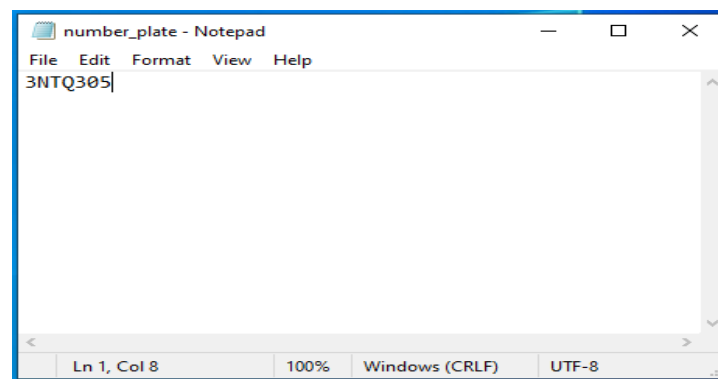 number_plate - Notepad
File Edit Format View Help
3NTQ305
Ln 1, Col 8 100% Windows (CRLF) UTF-8